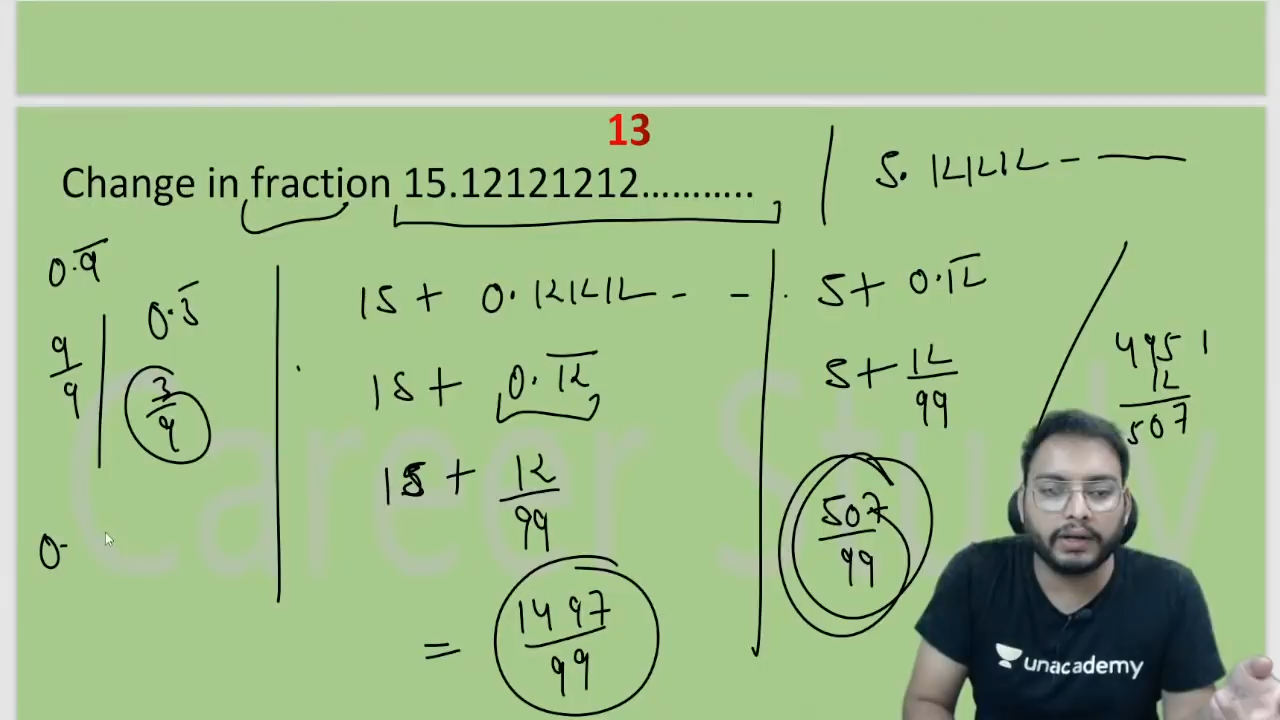 13
Change in fraction 15.12121212...........
5.121212 - —
0.9̅
9/9
0.3̅
3/9
0.
15 + 0.121212 - -
15 + 0.1̅2̅
15 + 12/99
= 1497/99
5 + 0.1̅2̅
5 + 12/99
507/99
495
12
507
Career Study
unacademy